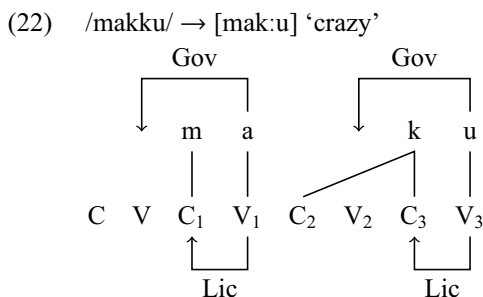 (22) /makku/ → [mak:u] ‘crazy’
Gov Gov
m a k u
C V C₁ V₁ C₂ V₂ C₃ V₃
Lic Lic